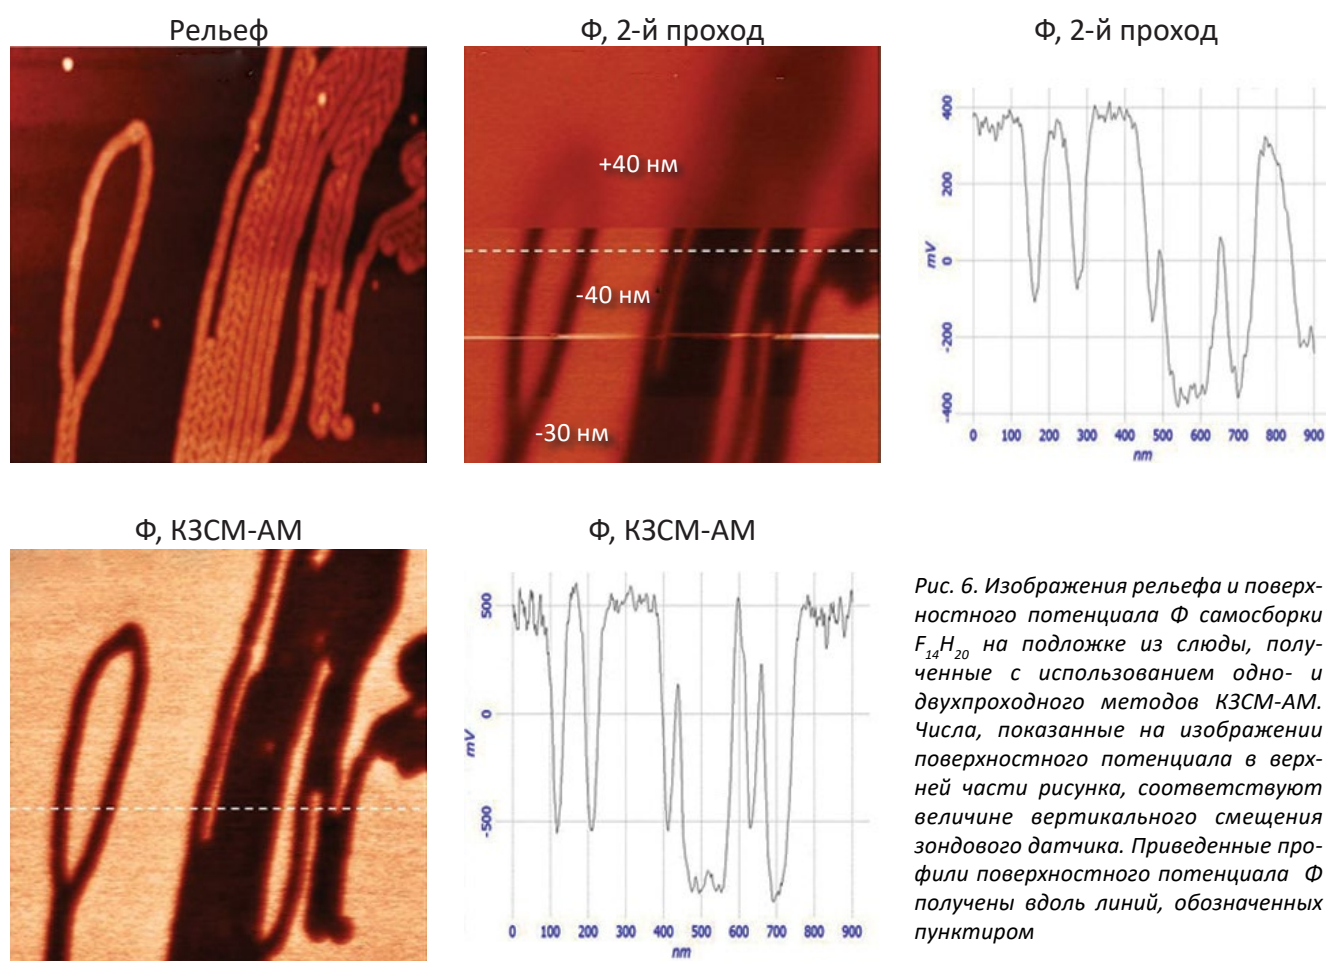 Рельеф
Ф, 2-й проход
Ф, 2-й проход
+40 нм
-40 нм
-30 нм
400
200
0
-200
-400
mV
0 100 200 300 400 500 600 700 800 900
nm
Ф, КЗСМ-АМ
Ф, КЗСМ-АМ
500
0
-500
mV
0 100 200 300 400 500 600 700 800 900
nm
Рис. 6. Изображения рельефа и поверх-
ностного потенциала Ф самосборки
F₁₄H₂₀ на подложке из слюды, полу-
ченные с использованием одно- и
двухпроходного методов КЗСМ-АМ.
Числа, показанные на изображении
поверхностного потенциала в верх-
ней части рисунка, соответствуют
величине вертикального смещения
зондового датчика. Приведенные про-
фили поверхностного потенциала Ф
получены вдоль линий, обозначенных
пунктиром